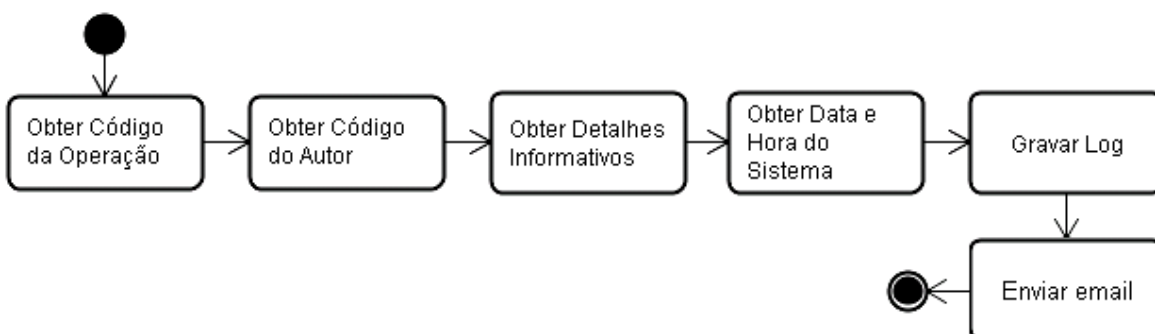 Obter Código
da Operação
Obter Código
do Autor
Obter Detalhes
Informativos
Obter Data e
Hora do
Sistema
Gravar Log
Enviar email